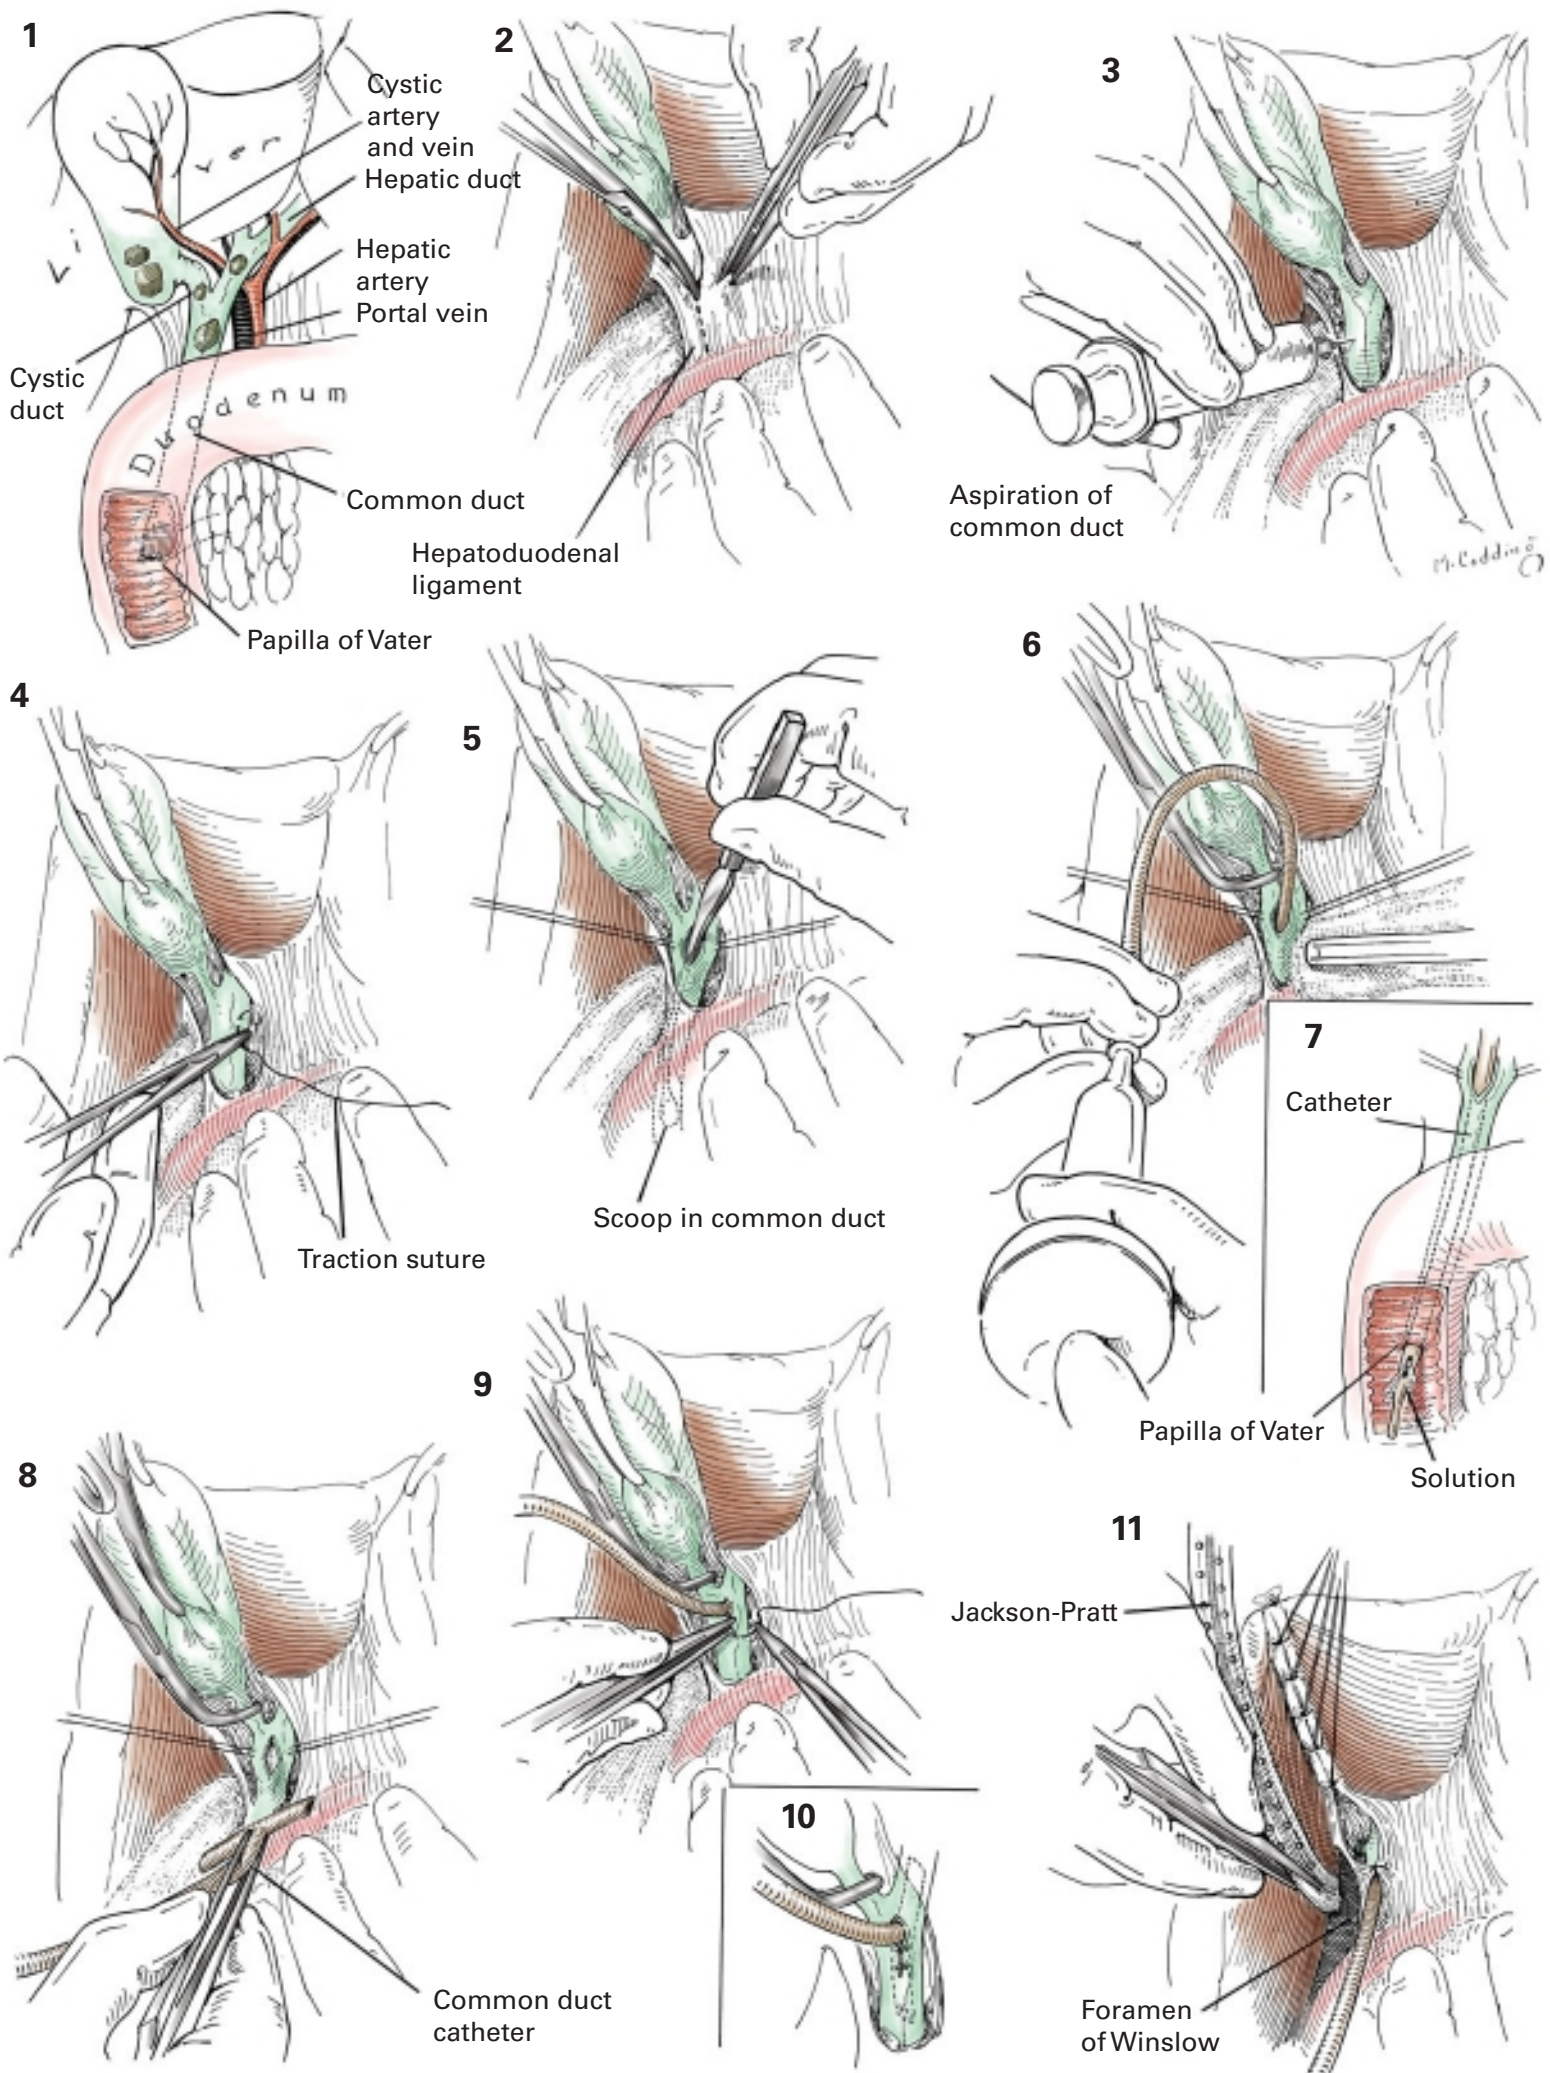 1
Cystic
artery
and vein
Hepatic duct
Liver
Hepatic
artery
Portal vein
Cystic
duct
Duodenum
Common duct
Papilla of Vater
2
Hepatoduodenal
ligament
3
Aspiration of
common duct
4
Traction suture
5
Scoop in common duct
6
7
Catheter
Papilla of Vater
Solution
8
Common duct
catheter
9
10
11
Jackson-Pratt
Foramen
of Winslow